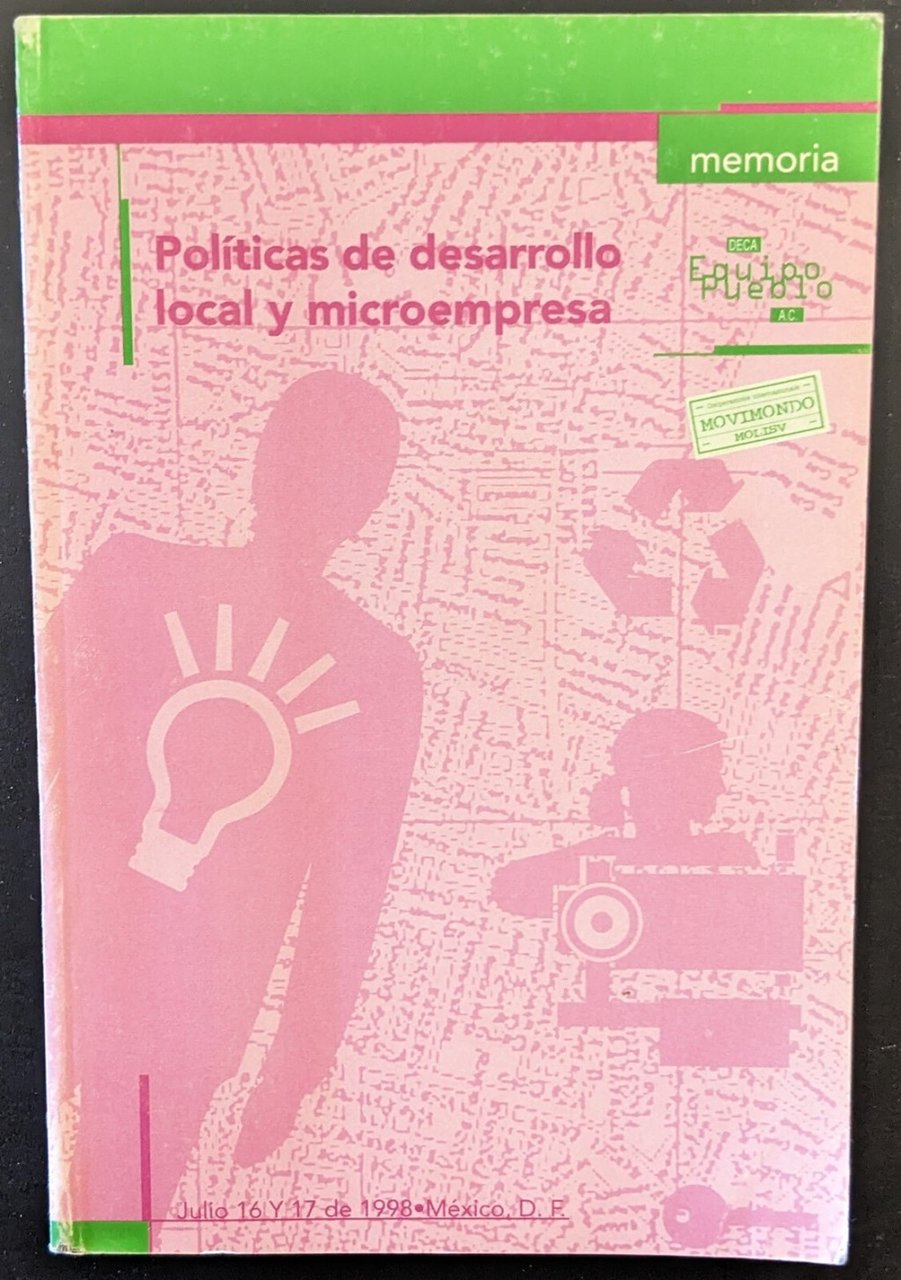 memoria
Políticas de desarrollo
local y microempresa
DECA
Equipo
Pueblo
A.C.
MOVIMONDO
MOLISV
Julio 16 Y 17 de 1998•México, D. F.